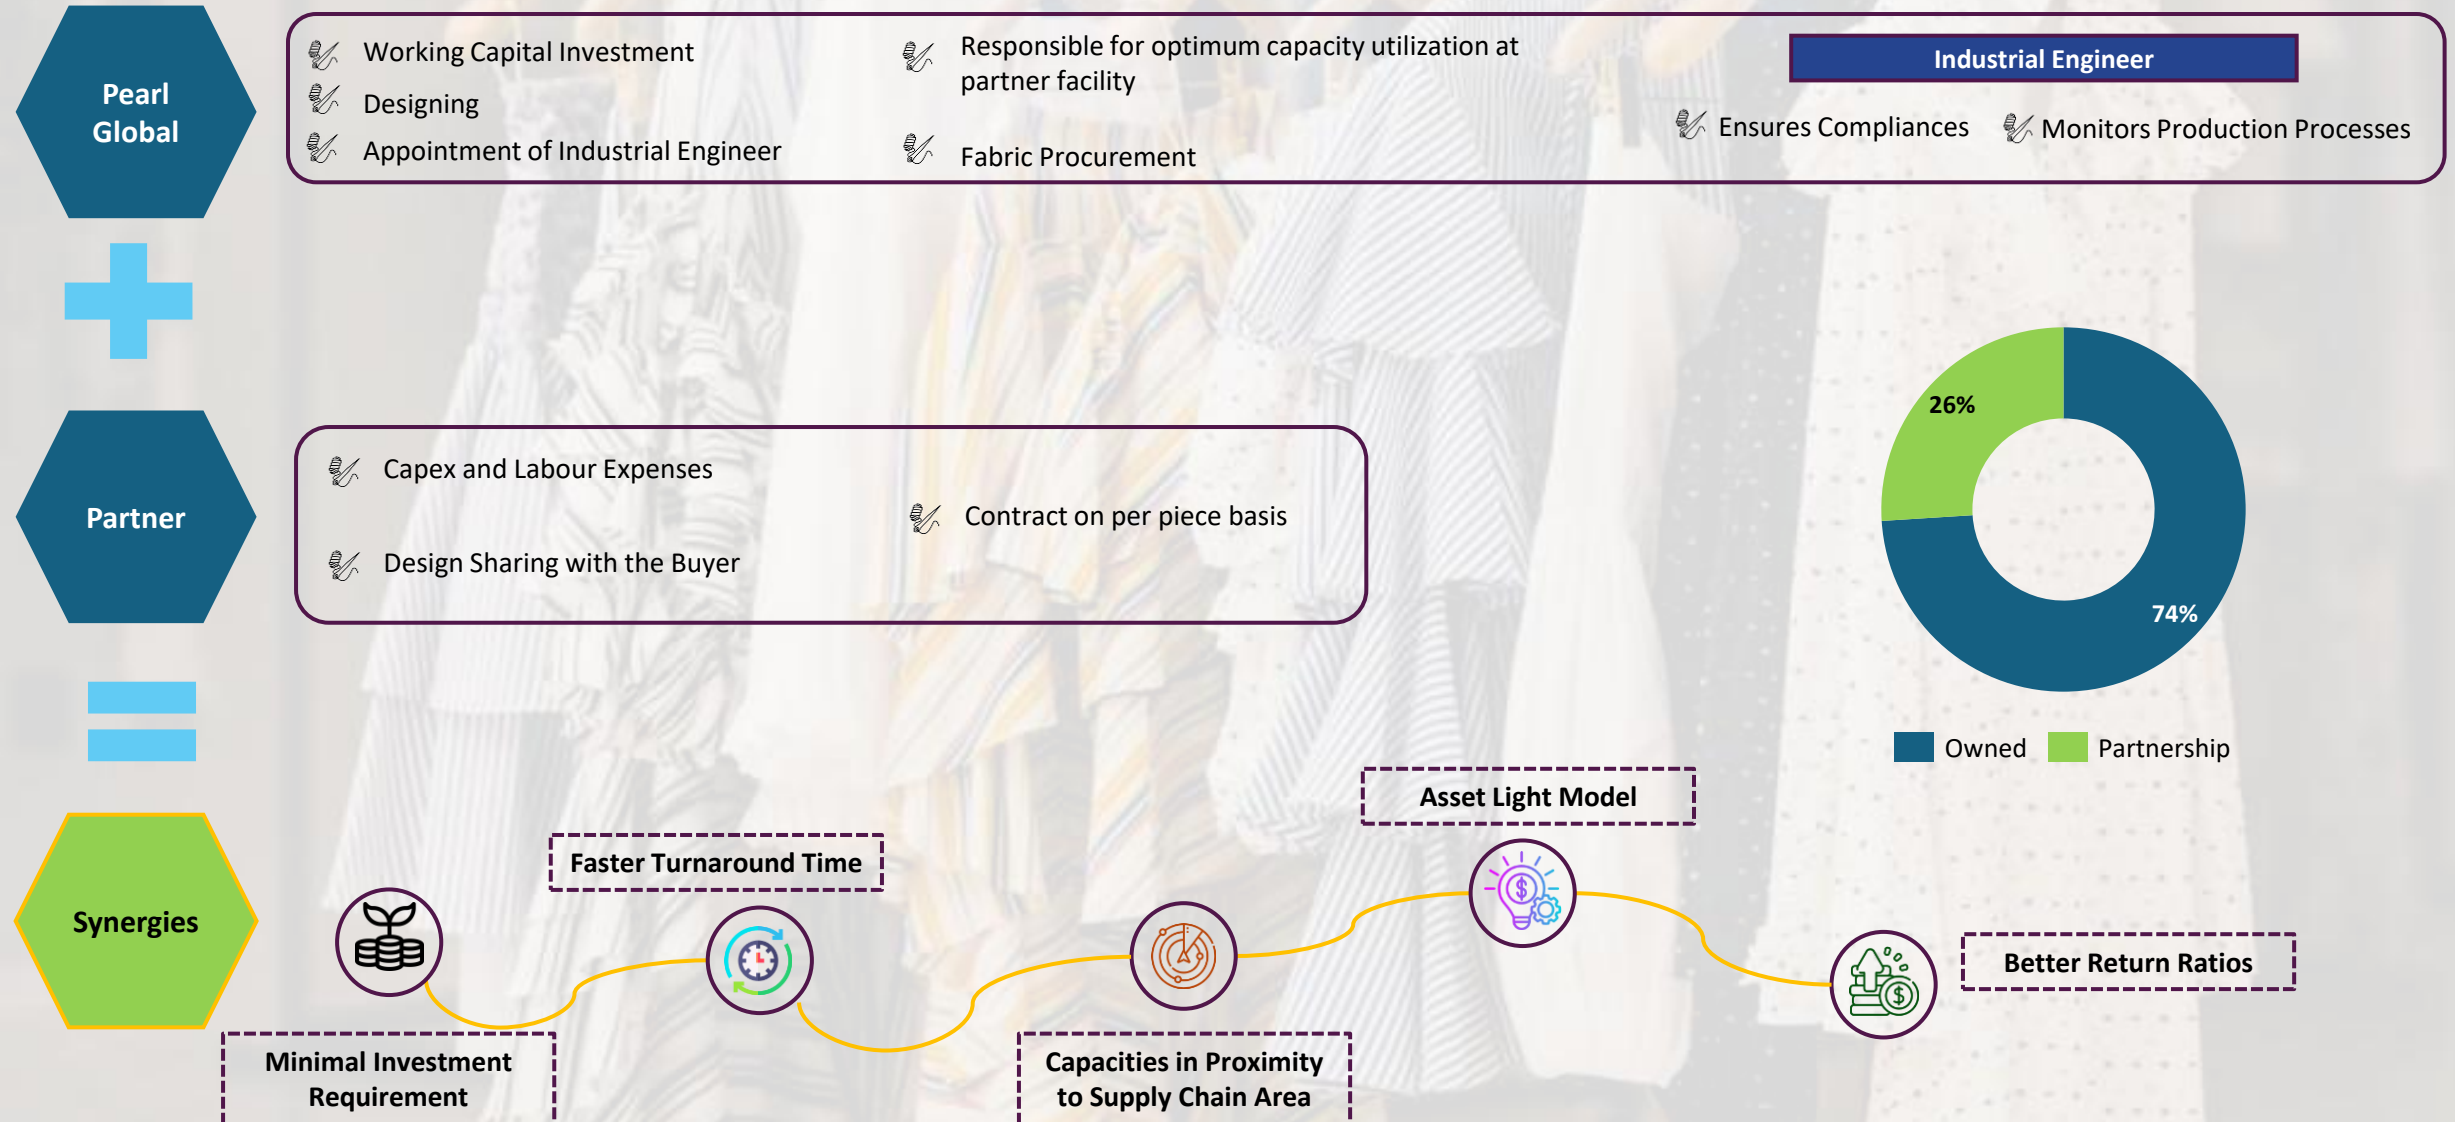 Pearl
Global
Working Capital Investment
Designing
Appointment of Industrial Engineer
Responsible for optimum capacity utilization at
partner facility
Fabric Procurement
Industrial Engineer
Ensures Compliances
Monitors Production Processes
Partner
Capex and Labour Expenses
Design Sharing with the Buyer
Contract on per piece basis
26%
74%
Owned
Partnership
Synergies
Minimal Investment
Requirement
Faster Turnaround Time
Capacities in Proximity
to Supply Chain Area
Asset Light Model
Better Return Ratios